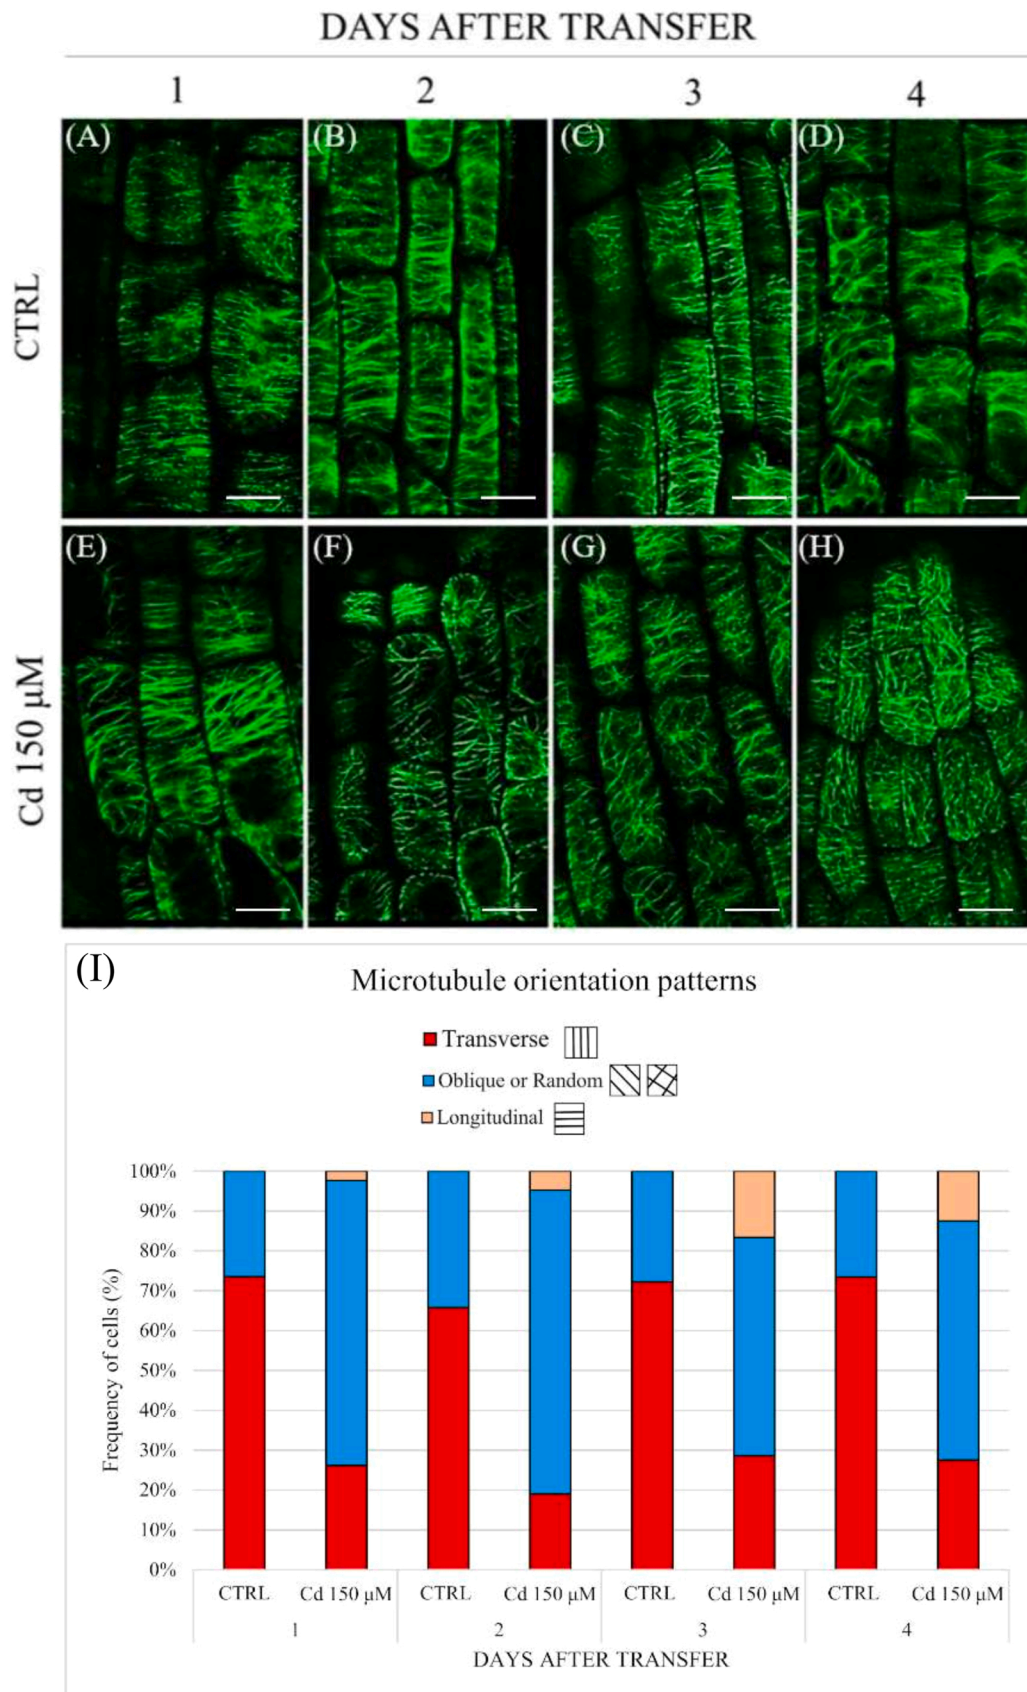 DAYS AFTER TRANSFER
1 2 3 4
CTRL
(A) (B) (C) (D)
Cd 150 μM
(E) (F) (G) (H)
(I)
Microtubule orientation patterns
Transverse
Oblique or Random
Longitudinal
Frequency of cells (%)
100%
90%
80%
70%
60%
50%
40%
30%
20%
10%
0%
CTRL Cd 150 μM CTRL Cd 150 μM CTRL Cd 150 μM CTRL Cd 150 μM
1 2 3 4
DAYS AFTER TRANSFER